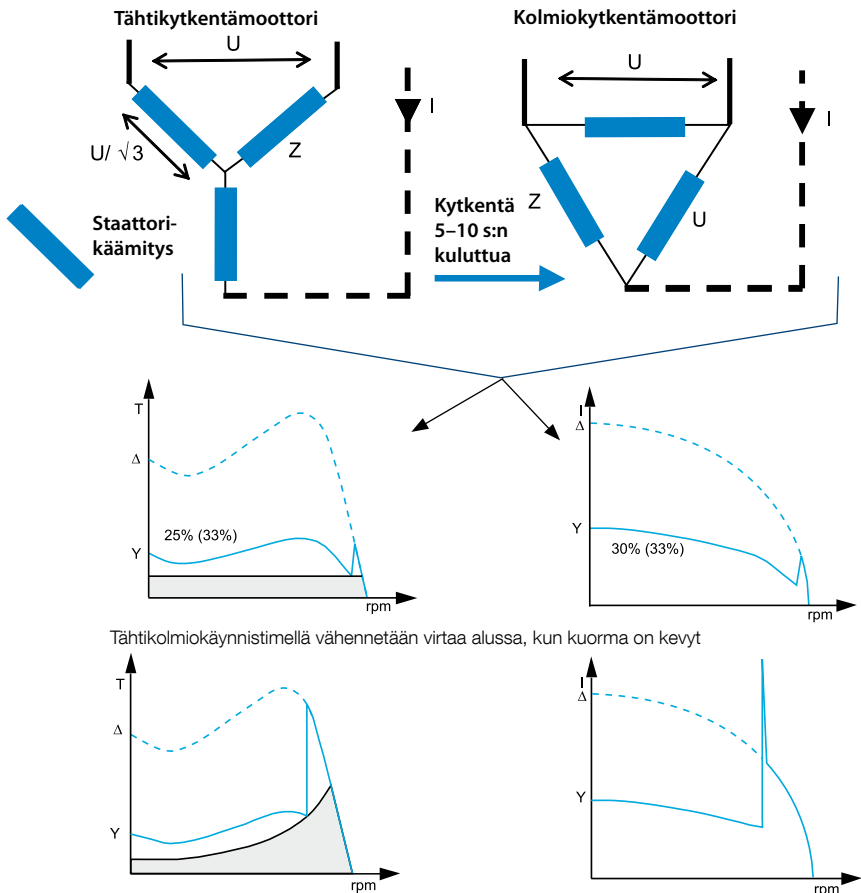 Tähtikytkentämoottori
Kolmiokytkentämoottori
U
U
I
I
U/ √3
Z
Z
U
Staattori-
käämitys
Kytkentä
5–10 s:n
kuluttua
T
Δ
Y
25% (33%)
rpm
I
Δ
Y
30% (33%)
rpm
Tähtikolmiokäynnistimellä vähennetään virtaa alussa, kun kuorma on kevyt
T
Δ
Y
rpm
I
Δ
Y
rpm